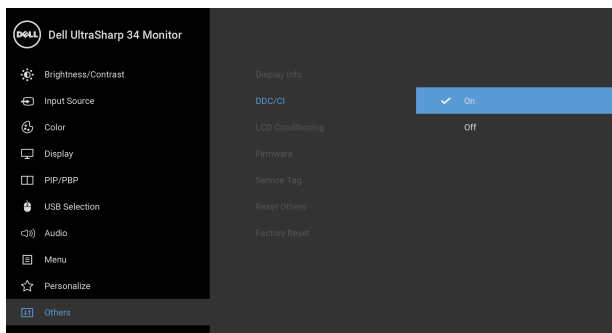 DELL Dell UltraSharp 34 Monitor
Brightness/Contrast
Display Info
Input Source
DDC/CI
On
Color
LCD Conditioning
Off
Display
Firmware
PIP/PBP
Service Tag
USB Selection
Reset Others
Audio
Factory Reset
Menu
Personalize
Others